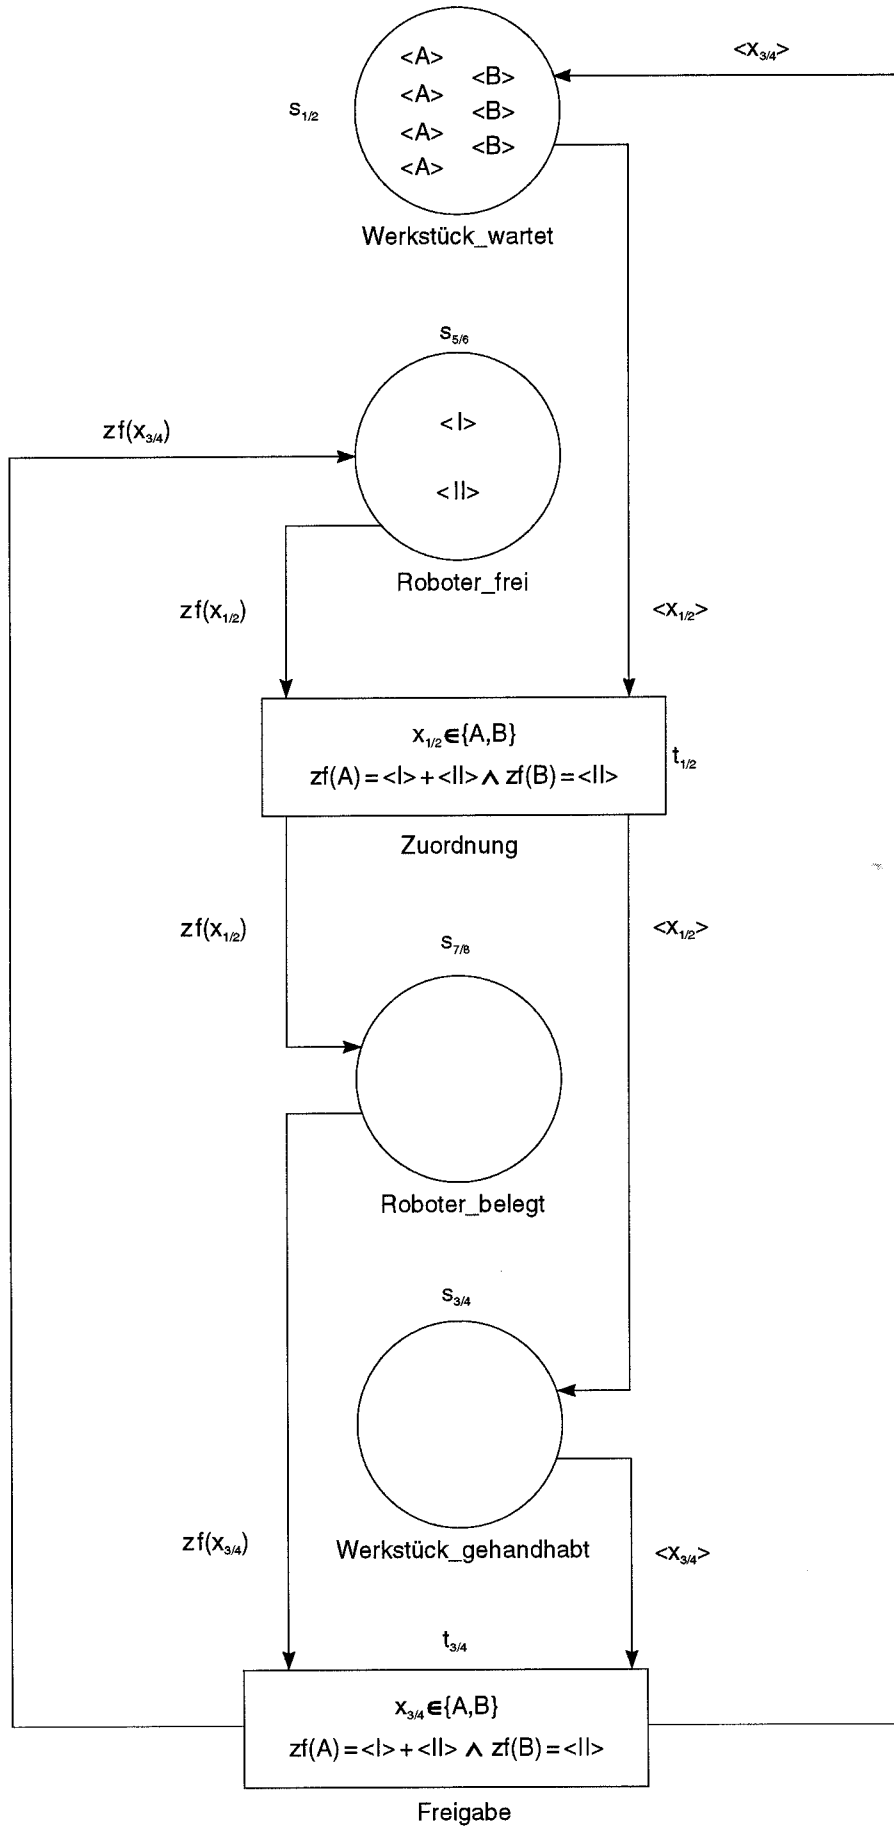 <x3/4>
<A>
<B>
<A>
s1/2
<B>
<A>
<B>
<A>
Werkstück_wartet
s5/6
zf(x3/4)
<I>
<II>
Roboter_frei
zf(x1/2)
<x1/2>
x1/2∈{A,B}
zf(A)=<I>+<II>∧zf(B)=<II>
t1/2
Zuordnung
zf(x1/2)
<x1/2>
s7/8
Roboter_belegt
s3/4
zf(x3/4)
Werkstück_gehandhabt
<x3/4>
t3/4
x3/4∈{A,B}
zf(A)=<I>+<II> ∧ zf(B)=<II>
Freigabe